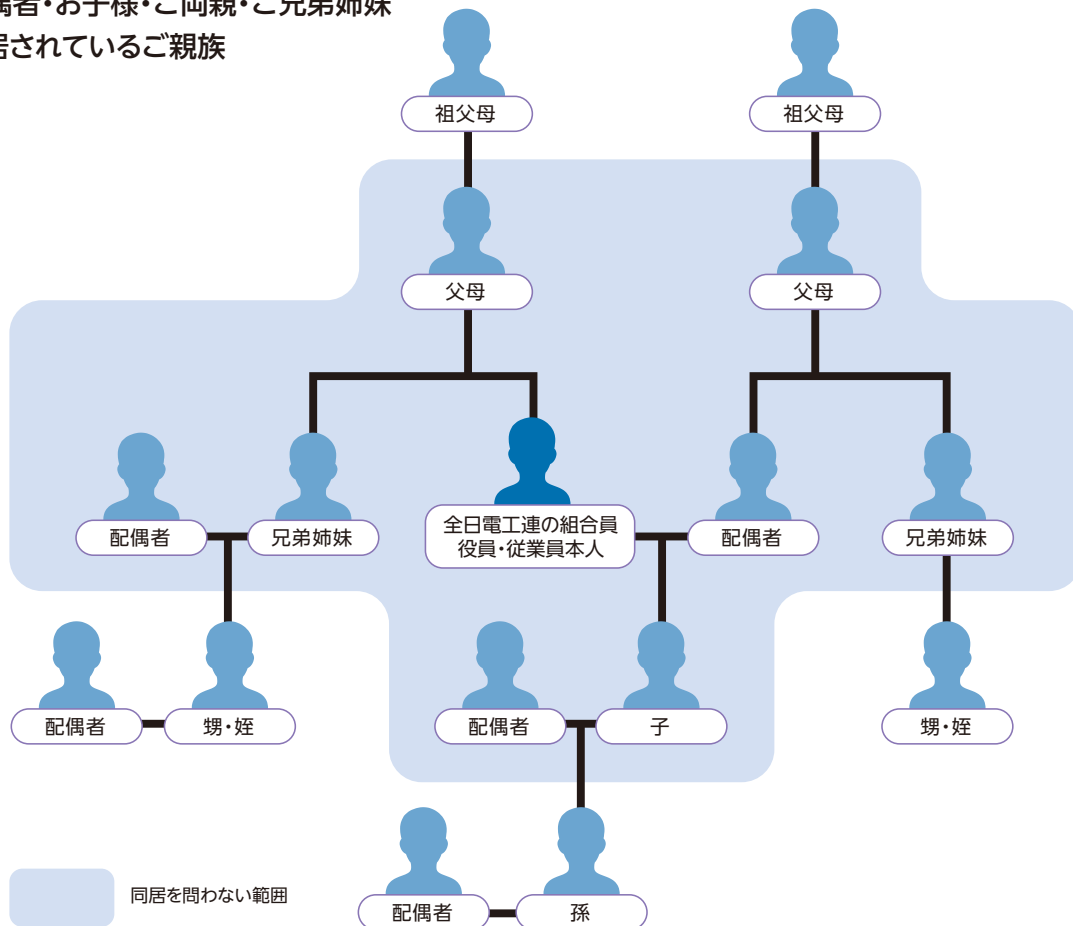 偶者・お子様・ご両親・ご兄弟姉妹
居されているご親族
祖父母
祖父母
父母
父母
配偶者
兄弟姉妹
全日電工連の組合員
役員・従業員本人
配偶者
兄弟姉妹
配偶者
甥・姪
配偶者
子
甥・姪
同居を問わない範囲
配偶者
孫